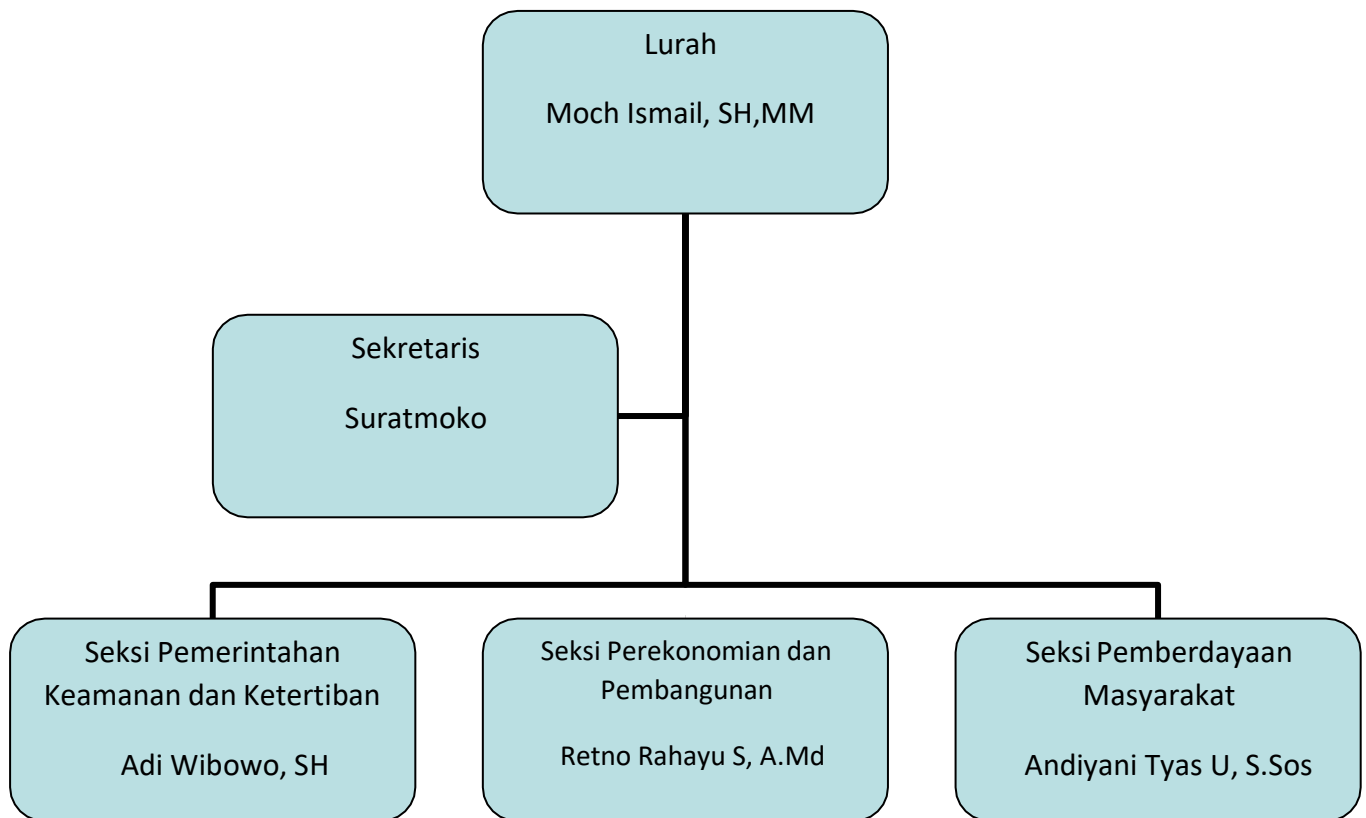 Lurah
Moch Ismail, SH,MM
Sekretaris
Suratmoko
Seksi Pemerintahan
Keamanan dan Ketertiban
Adi Wibowo, SH
Seksi Perekonomian dan
Pembangunan
Retno Rahayu S, A.Md
Seksi Pemberdayaan
Masyarakat
Andiyani Tyas U, S.Sos